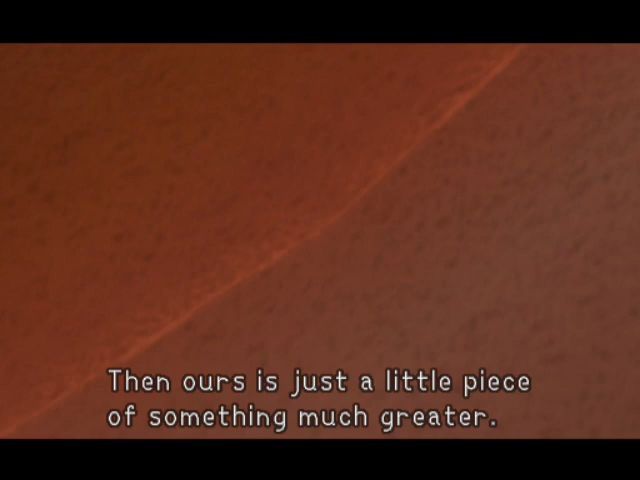 Then ours is just a little piece
of something much greater.